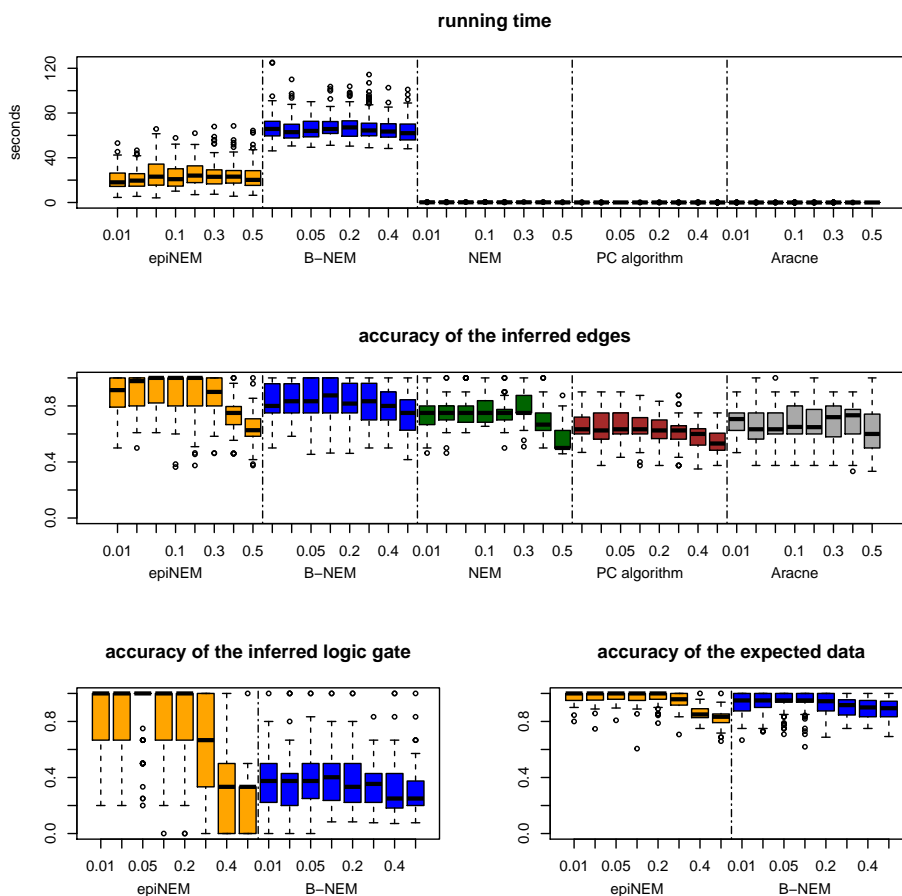 running time
seconds
120
80
40
0
0.01 0.1 0.3 0.5 0.05 0.2 0.4 0.01 0.1 0.3 0.5 0.05 0.2 0.4 0.01 0.1 0.3 0.5
epiNEM B−NEM NEM PC algorithm Aracne
accuracy of the inferred edges
0.8
0.4
0.0
0.01 0.1 0.3 0.5 0.05 0.2 0.4 0.01 0.1 0.3 0.5 0.05 0.2 0.4 0.01 0.1 0.3 0.5
epiNEM B−NEM NEM PC algorithm Aracne
accuracy of the inferred logic gate
0.8
0.4
0.0
0.01 0.05 0.2 0.4 0.01 0.05 0.2 0.4
epiNEM B−NEM
accuracy of the expected data
0.8
0.4
0.0
0.01 0.05 0.2 0.4 0.01 0.05 0.2 0.4
epiNEM B−NEM